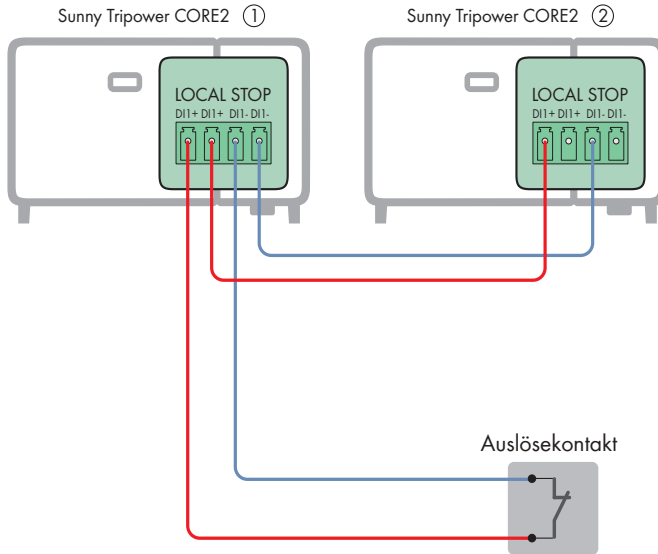 Sunny Tripower CORE2 ①
Sunny Tripower CORE2 ②
LOCAL STOP
DI1+ DI1+ DI1- DI1-
LOCAL STOP
DI1+ DI1+ DI1- DI1-
Auslösekontakt